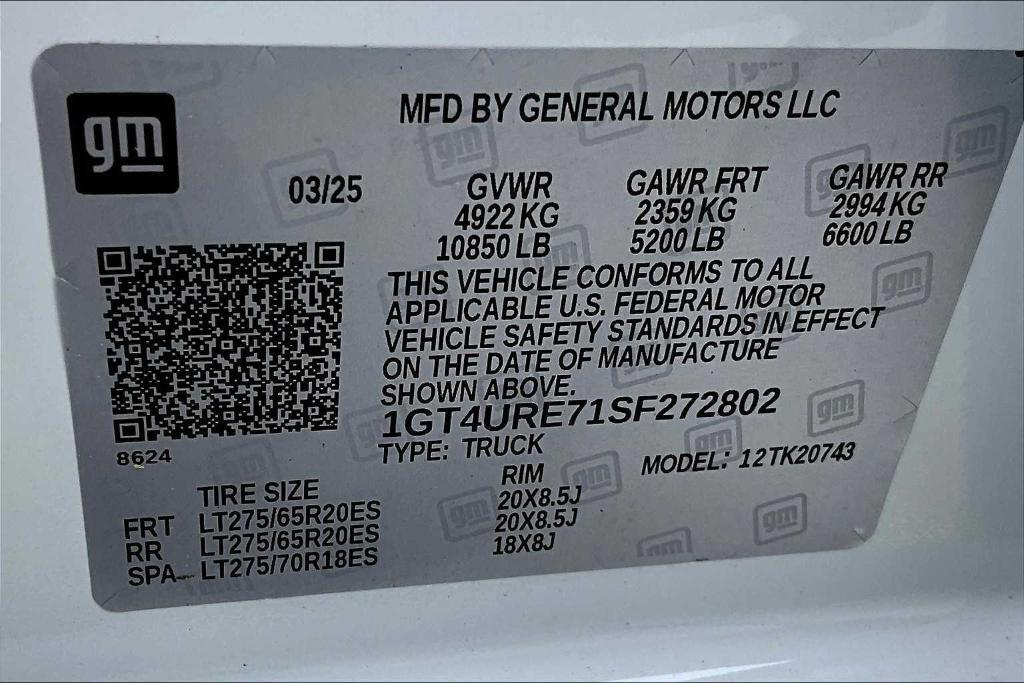 gm
MFD BY GENERAL MOTORS LLC
03/25
GVWR GAWR FRT GAWR RR
4922 KG 2359 KG 2994 KG
10850 LB 5200 LB 6600 LB
THIS VEHICLE CONFORMS TO ALL
APPLICABLE U.S. FEDERAL MOTOR
VEHICLE SAFETY STANDARDS IN EFFECT
ON THE DATE OF MANUFACTURE
SHOWN ABOVE.
1GT4URE71SF272802
8624
TYPE: TRUCK MODEL: 12TK20743
TIRE SIZE RIM
FRT LT275/65R20ES 20X8.5J
RR LT275/65R20ES 20X8.5J
SPA LT275/70R18ES 18X8J